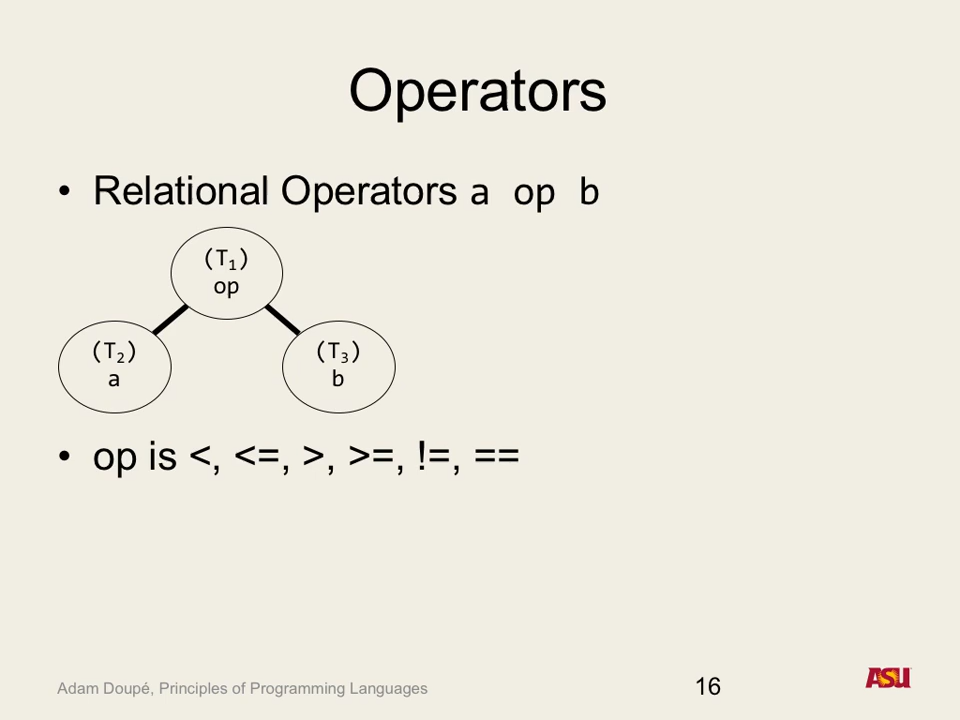 Operators
• Relational Operators a op b
(T₁)
op
(T₂)
a
(T₃)
b
• op is <, <=, >, >=, !=, ==
Adam Doupé, Principles of Programming Languages
16
ASU